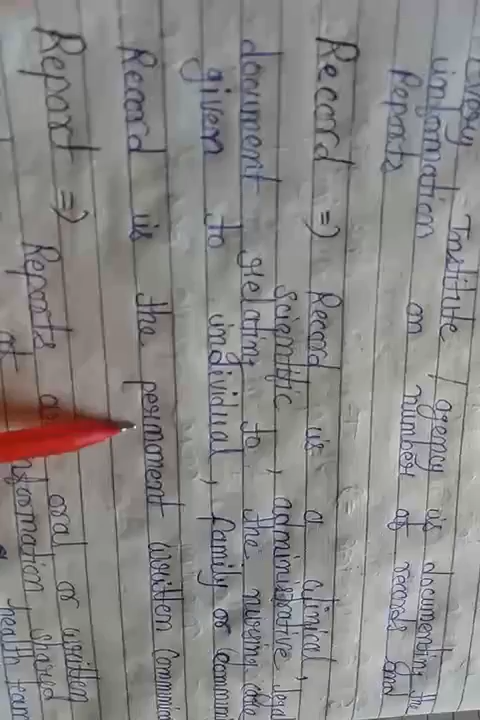 Every Institute / Agency is documenting the
information on number of records and
Reports
Record => Record is a clinical,
scientific, administrative, legal
document relating to the nursing care
given to individual, family or
Record is the permanent written
Report => Reports are oral or written
information shared
of health team